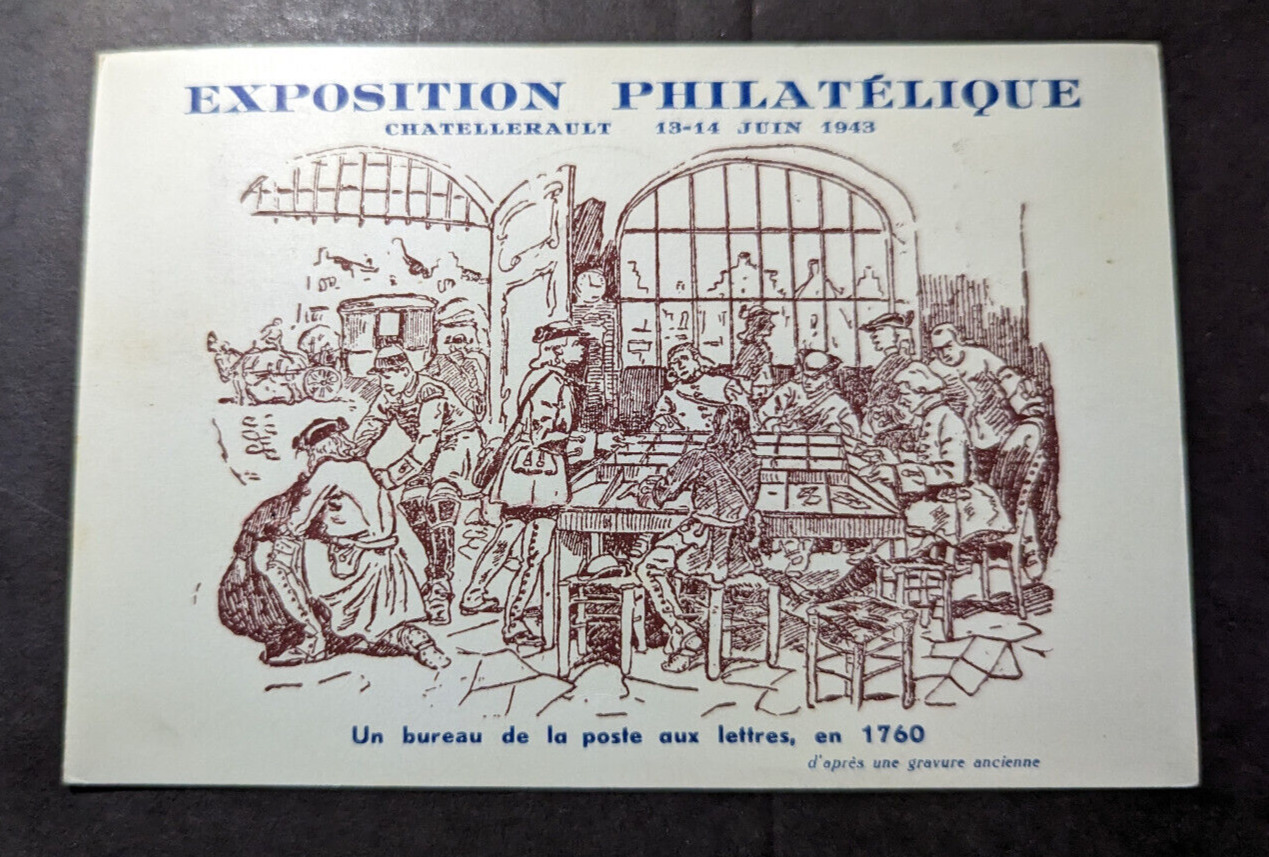 EXPOSITION PHILATÉLIQUE
CHATELLERAULT 13-14 JUIN 1943
Un bureau de la poste aux lettres, en 1760
d'après une gravure ancienne